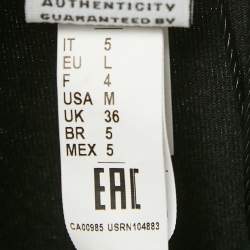 AUTHENTICITY
GUARANTEED BY
IT 5
EU L
F 4
USA M
UK 36
BR 5
MEX 5
EAC
CA00985 USRN104883